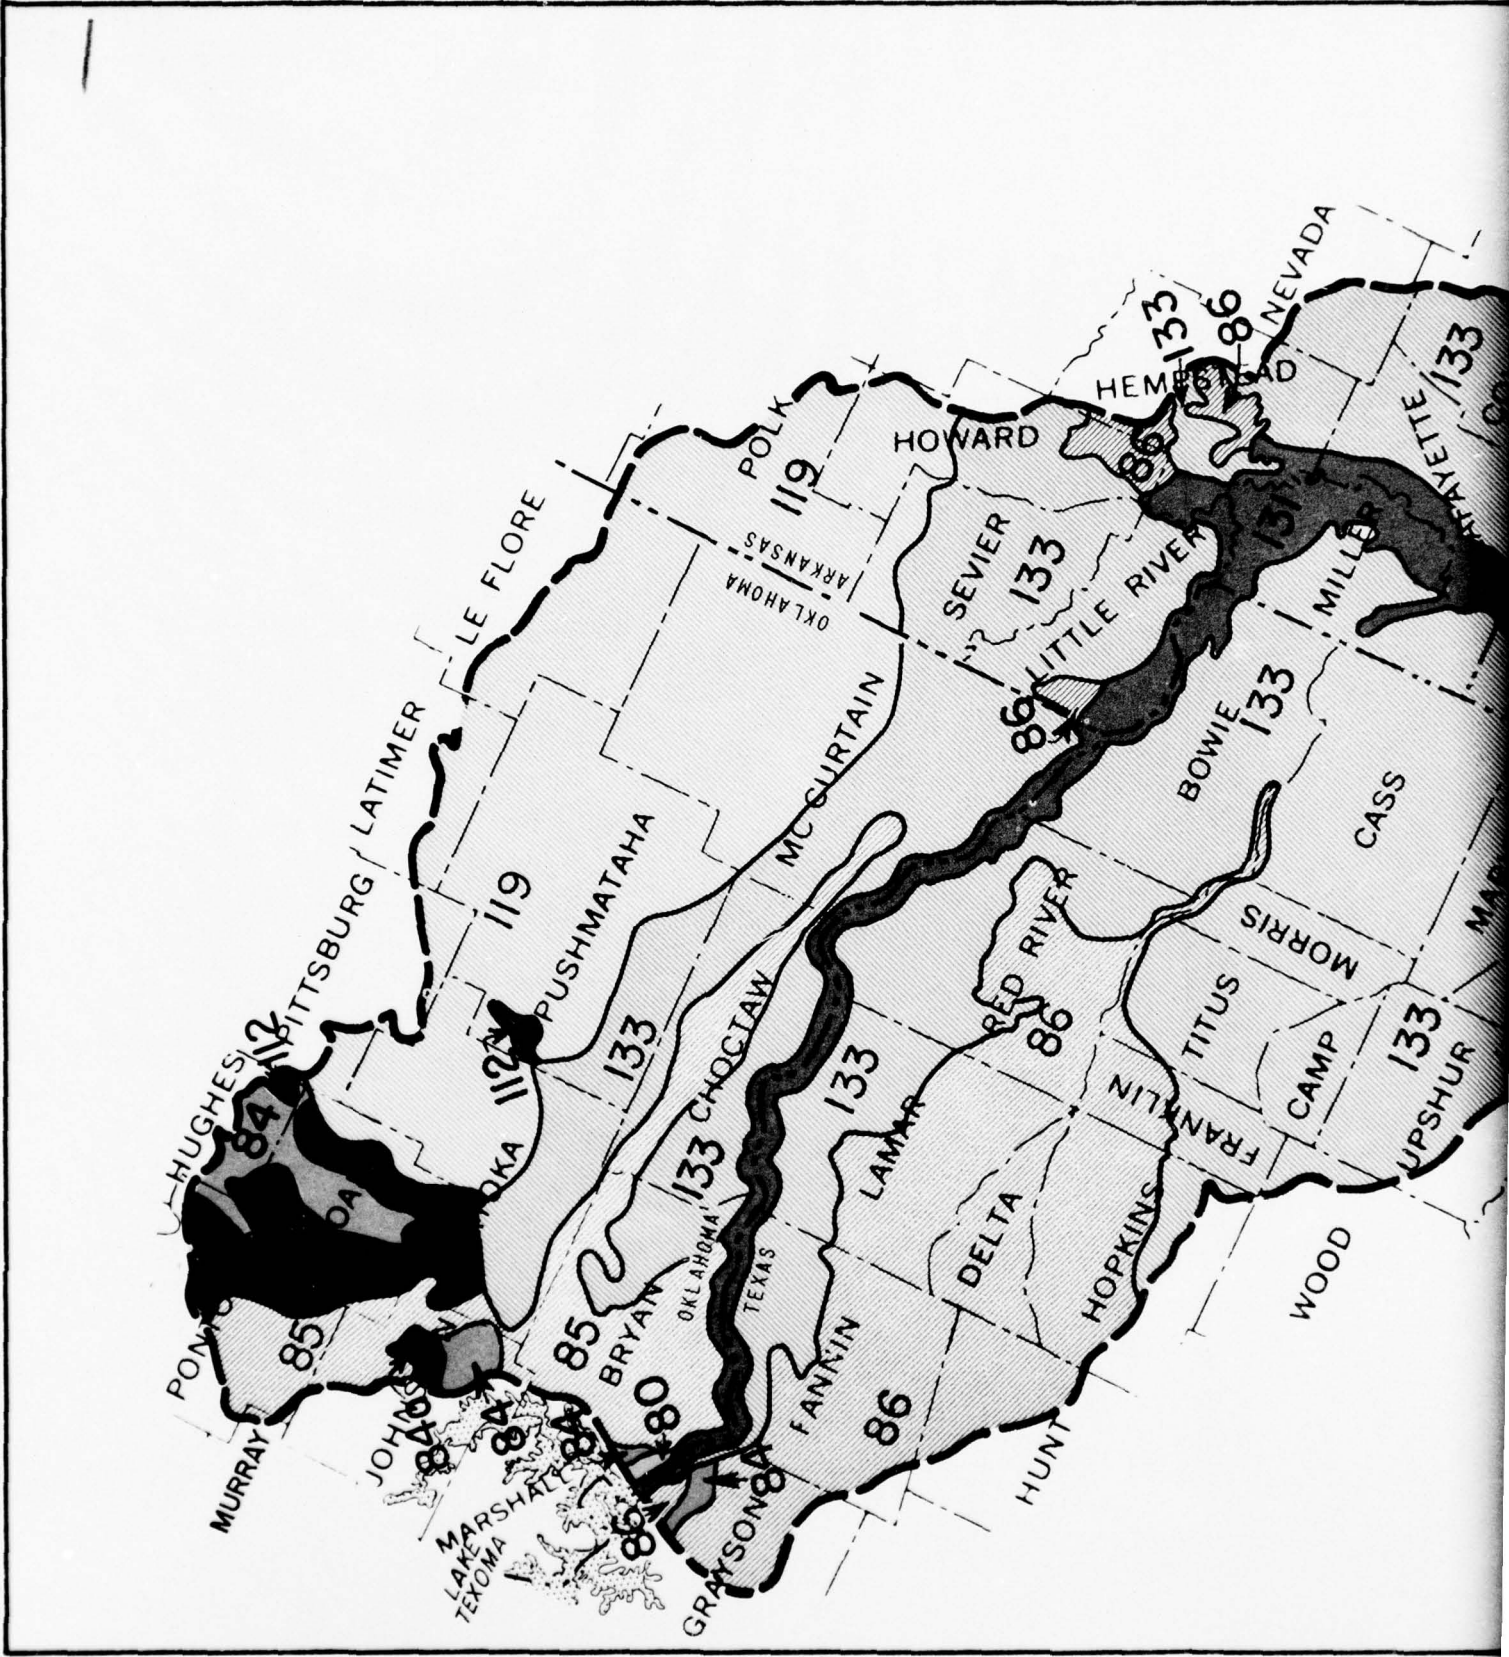 NEVADA
133
86
HEMPSTEAD
133
LAFAYETTE
POLK
HOWARD
86
119
131
LE FLORE
SEVIER
133
ARKANSAS
OKLAHOMA
MILLER
LITTLE RIVER
86
133
BOWIE
LATIMER
MC CURTAIN
CASS
PUSHMATAHA
119
PITTSBURG
RED RIVER
MORRIS
112
133
CHOCTAW
86
TITUS
133
CAMP
UPSHUR
HUGHES
84
112
133
LAMAR
FRANKLIN
133
DELTA
HOPKINS
WOOD
OKLAHOMA
TEXAS
85
85
BRYAN
FANNIN
86
80
84
84
84
84
HUNT
MURRAY
MARSHALL
LAKE
TEXOMA
86
GRAYSON